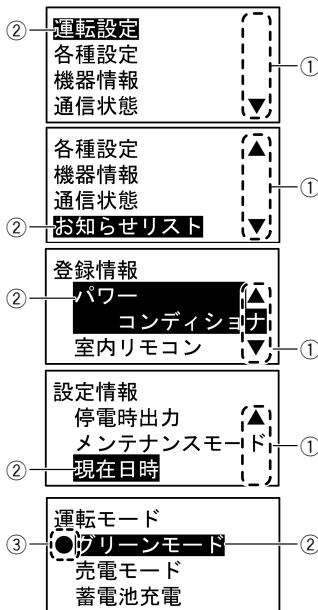 ② 運転設定
各種設定
機器情報 ①
通信状態 ▼
各種設定 ▲
機器情報
通信状態 ①
② お知らせリスト ▼
登録情報
② パワー ▲
コンディショナ
室内リモコン ▼ ①
設定情報
停電時出力 ▲
メンテナンスモード ①
② 現在日時
運転モード
③ ●グリーンモード ②
売電モード
蓄電池充電